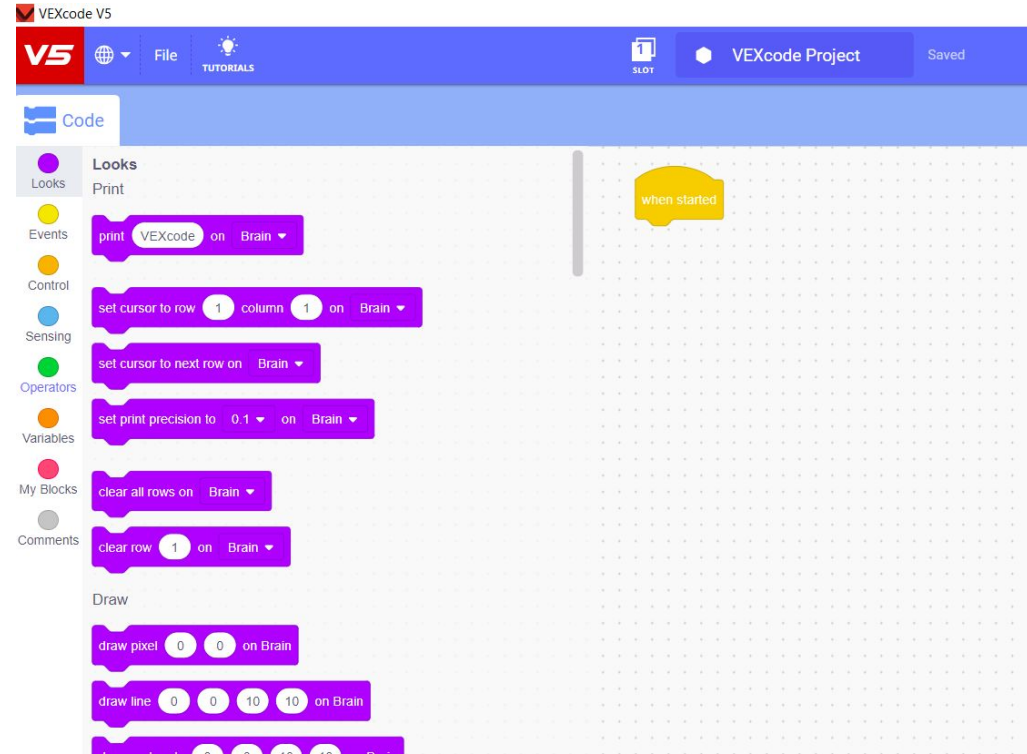 VEXcode V5
V5
File
TUTORIALS
1
SLOT
VEXcode Project
Saved
Code
Looks
Events
Control
Sensing
Operators
Variables
My Blocks
Comments
Looks
Print
print VEXcode on Brain
set cursor to row 1 column 1 on Brain
set cursor to next row on Brain
set print precision to 0.1 on Brain
clear all rows on Brain
clear row 1 on Brain
Draw
draw pixel 0 0 on Brain
draw line 0 0 10 10 on Brain
when started